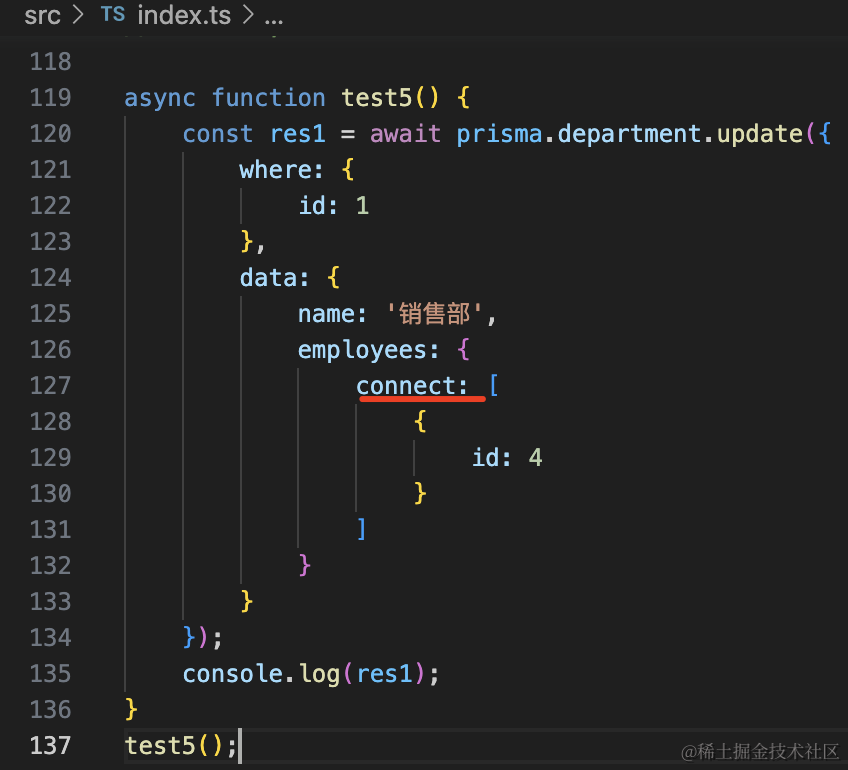 src > TS index.ts > ...
118
119 async function test5() {
120     const res1 = await prisma.department.update({
121         where: {
122             id: 1
123         },
124         data: {
125             name: '销售部',
126             employees: {
127                 connect: [
128                     {
129                         id: 4
130                     }
131                 ]
132             }
133         }
134     });
135     console.log(res1);
136 }
137 test5();
@稀土掘金技术社区